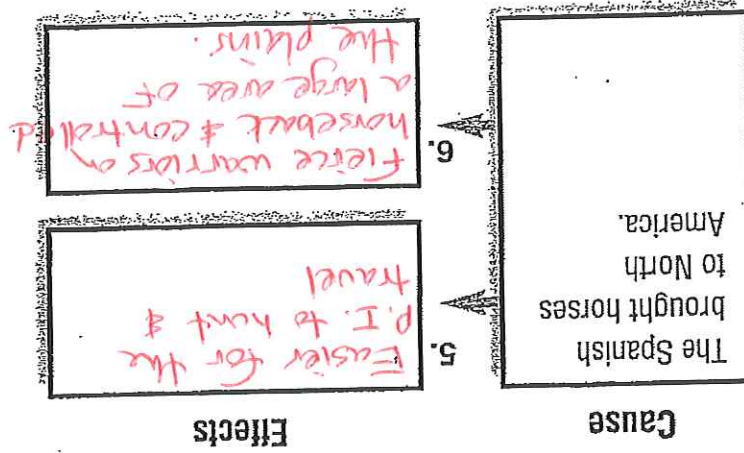 Cause
The Spanish
brought horses
to North
America.
Effects
5.
Easier for the
P.I. to hunt &
travel
6.
Fierce warriors on
horseback & controlled
a large area of
the plains.